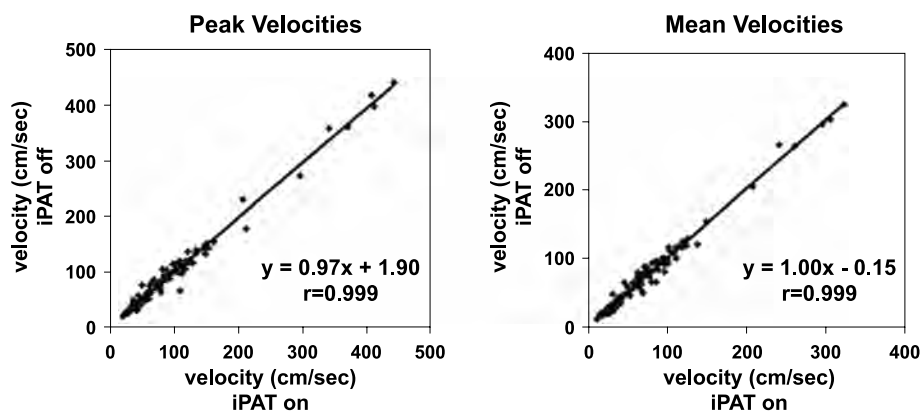 Peak Velocities
500
400
300
200
100
0
velocity (cm/sec)
iPAT off
y = 0.97x + 1.90
r=0.999
0 100 200 300 400 500
velocity (cm/sec)
iPAT on
Mean Velocities
400
300
200
100
0
velocity (cm/sec)
iPAT off
y = 1.00x - 0.15
r=0.999
0 100 200 300 400
velocity (cm/sec)
iPAT on